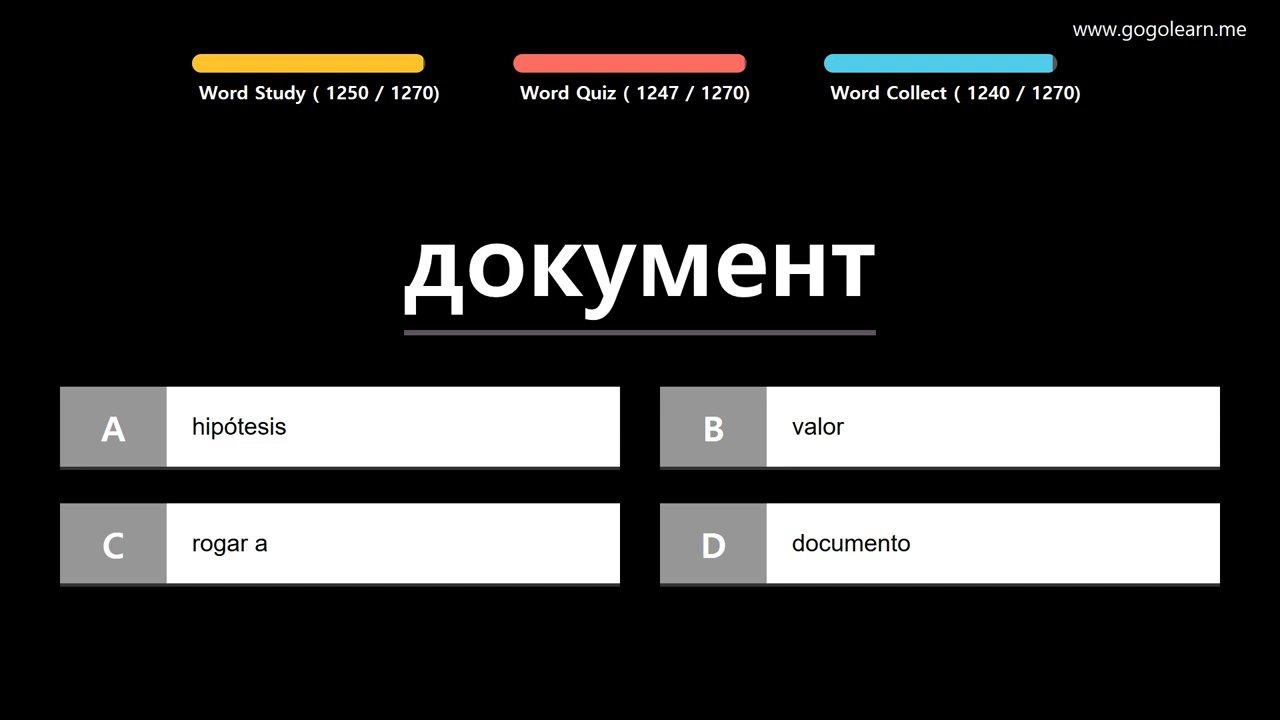 www.gogolearn.me
Word Study ( 1250 / 1270)
Word Quiz ( 1247 / 1270)
Word Collect ( 1240 / 1270)
документ
A hipótesis
B valor
C rogar a
D documento